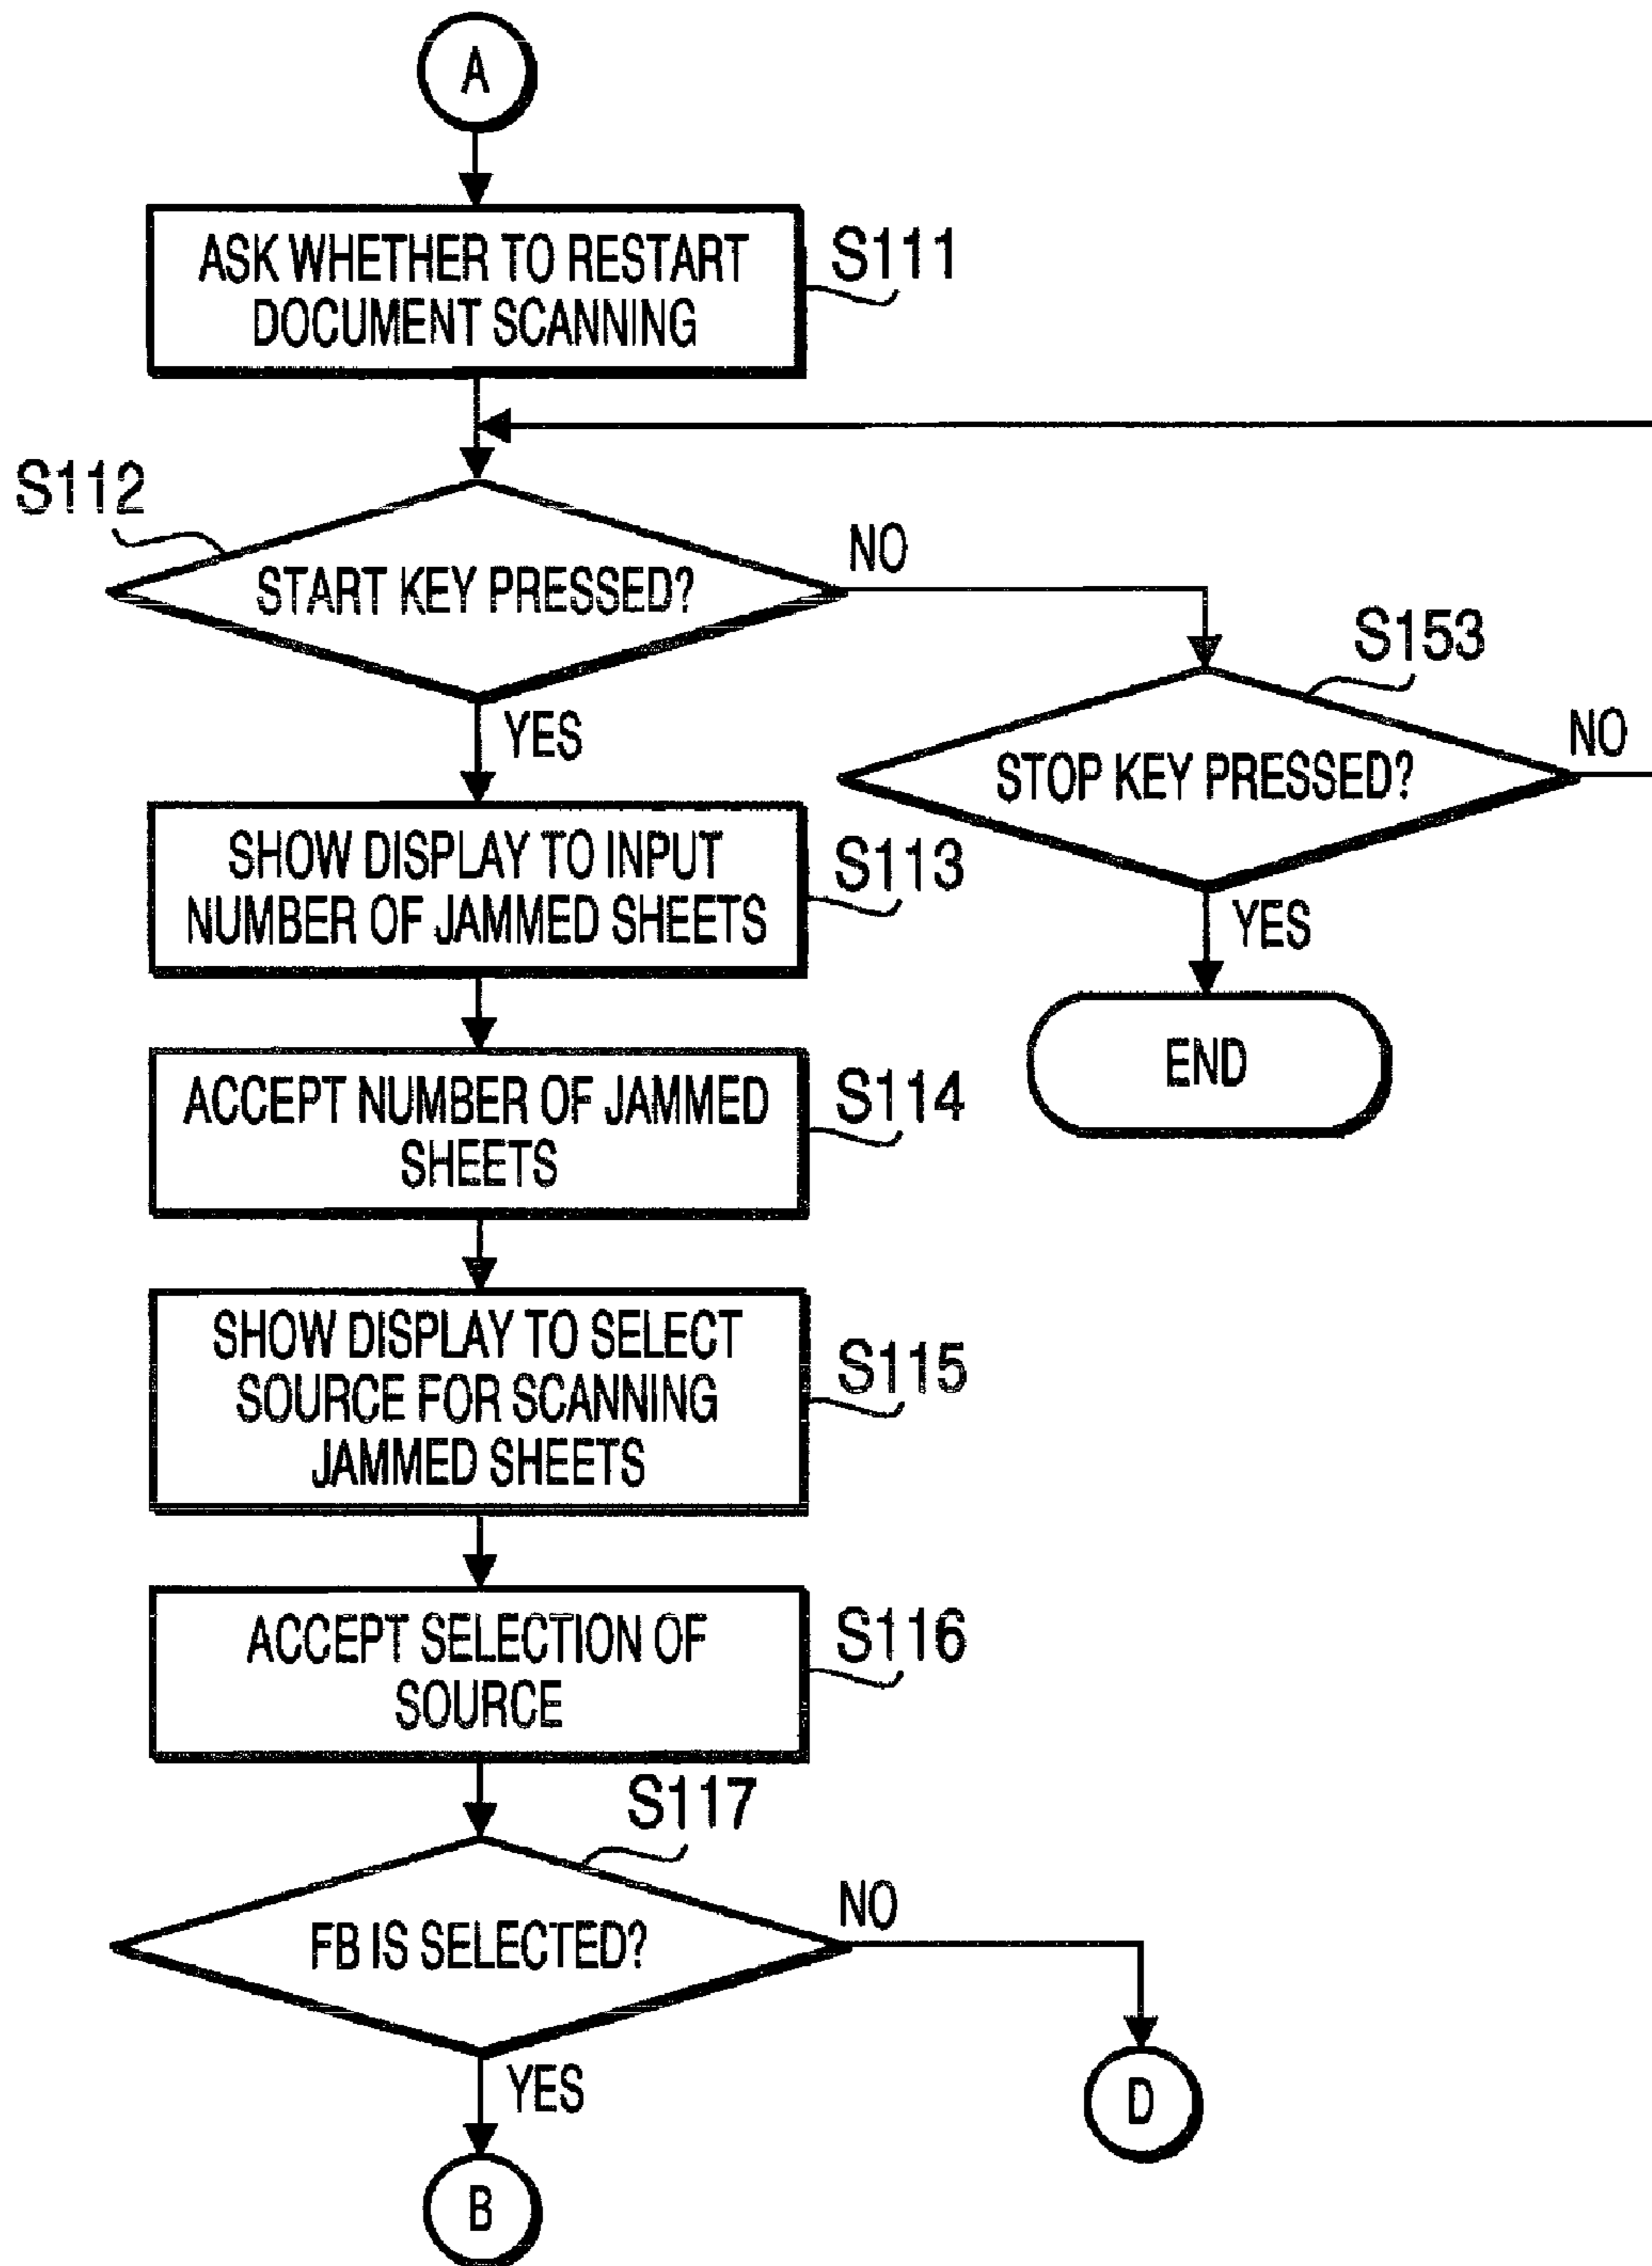 A
ASK WHETHER TO RESTART
DOCUMENT SCANNING
S111
S112
START KEY PRESSED?
NO
YES
S153
STOP KEY PRESSED?
NO
YES
END
SHOW DISPLAY TO INPUT
NUMBER OF JAMMED SHEETS
S113
ACCEPT NUMBER OF JAMMED
SHEETS
S114
SHOW DISPLAY TO SELECT
SOURCE FOR SCANNING
JAMMED SHEETS
S115
ACCEPT SELECTION OF
SOURCE
S116
S117
FB IS SELECTED?
NO
YES
D
B